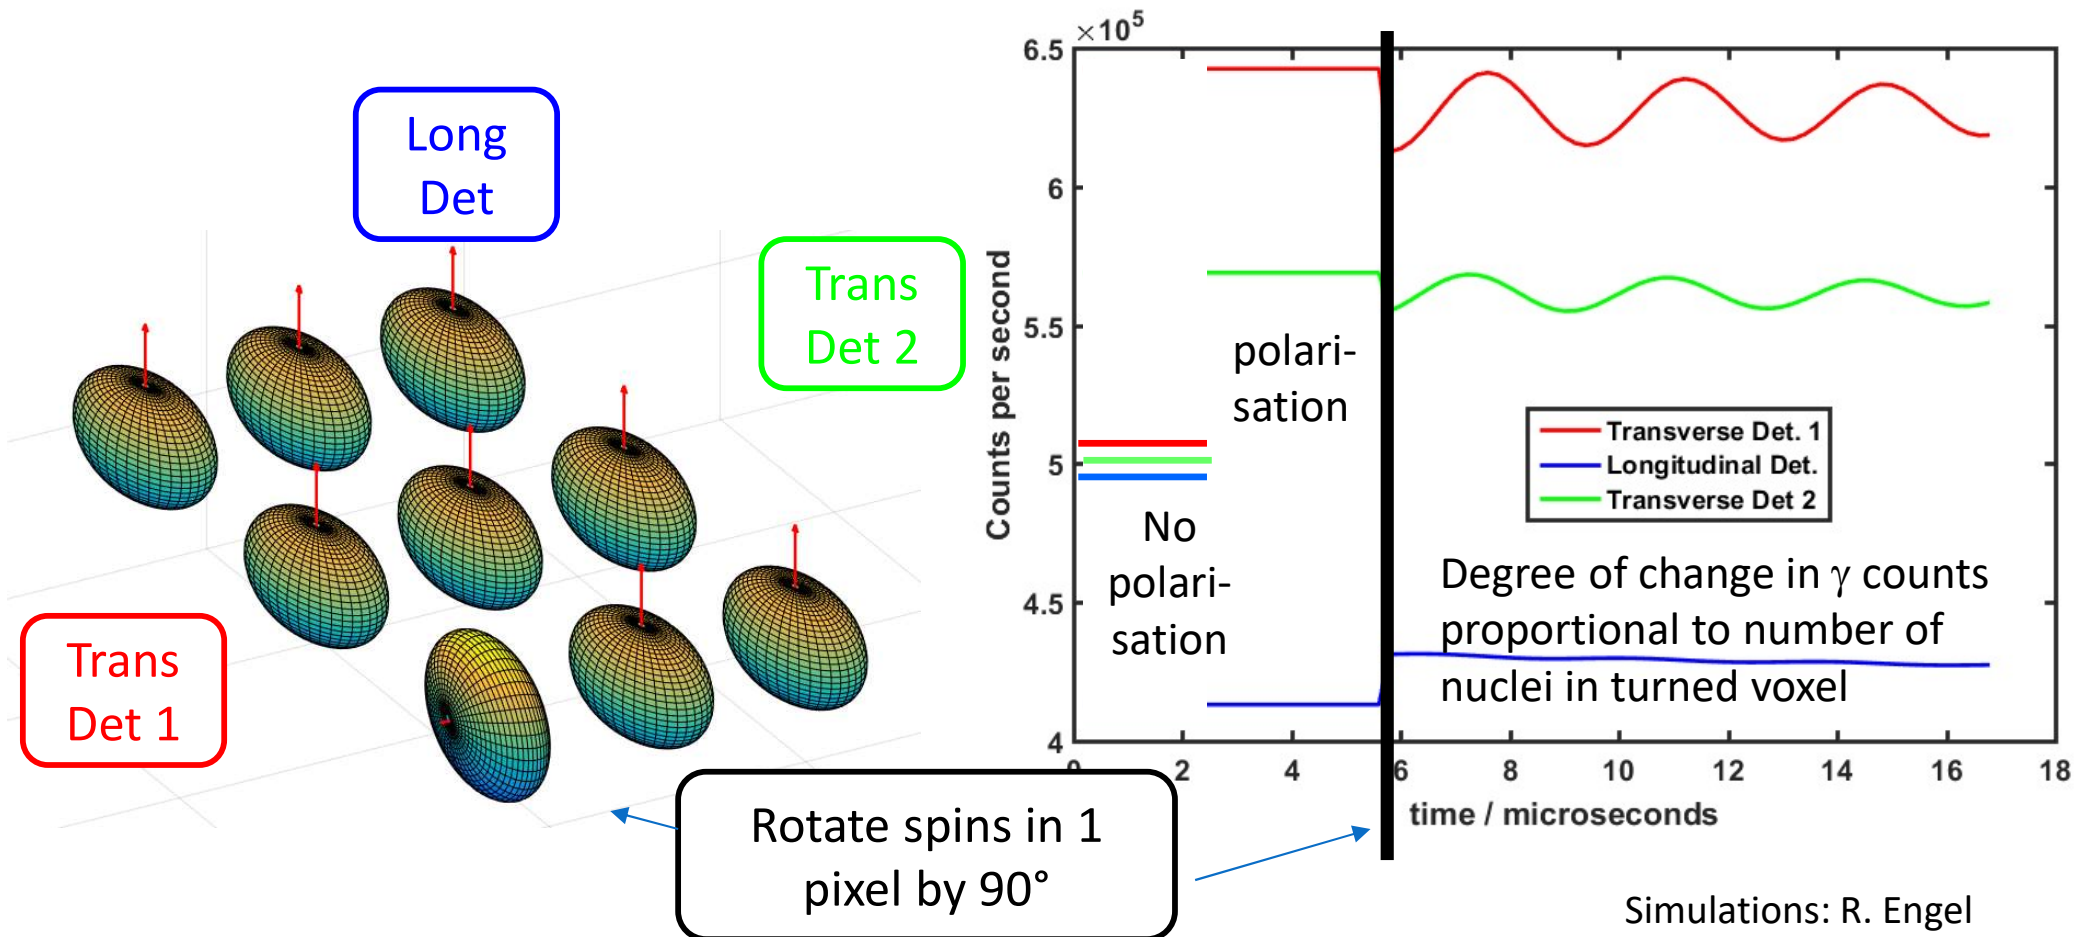 Long
Det
Trans
Det 2
Trans
Det 1
×10⁵
6.5
6
5.5
5
4.5
4
Counts per second
polari-
sation
No
polari-
sation
Transverse Det. 1
Longitudinal Det.
Transverse Det 2
Degree of change in γ counts
proportional to number of
nuclei in turned voxel
0 2 4 6 8 10 12 14 16 18
time / microseconds
Rotate spins in 1
pixel by 90°
Simulations: R. Engel